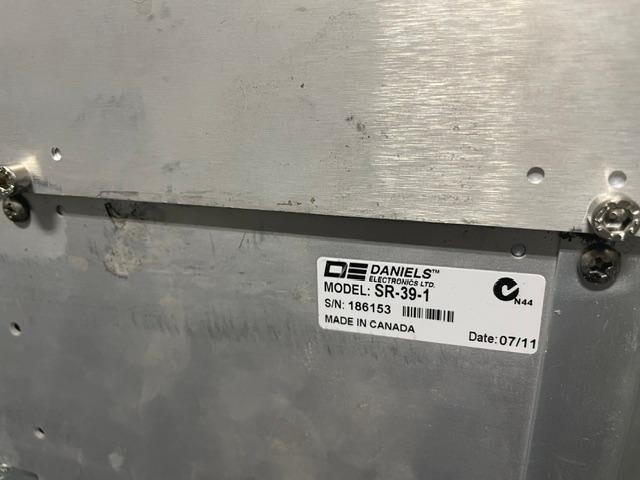 DE DANIELS™
ELECTRONICS LTD.
MODEL: SR-39-1
S/N: 186153
N44
MADE IN CANADA
Date: 07/11